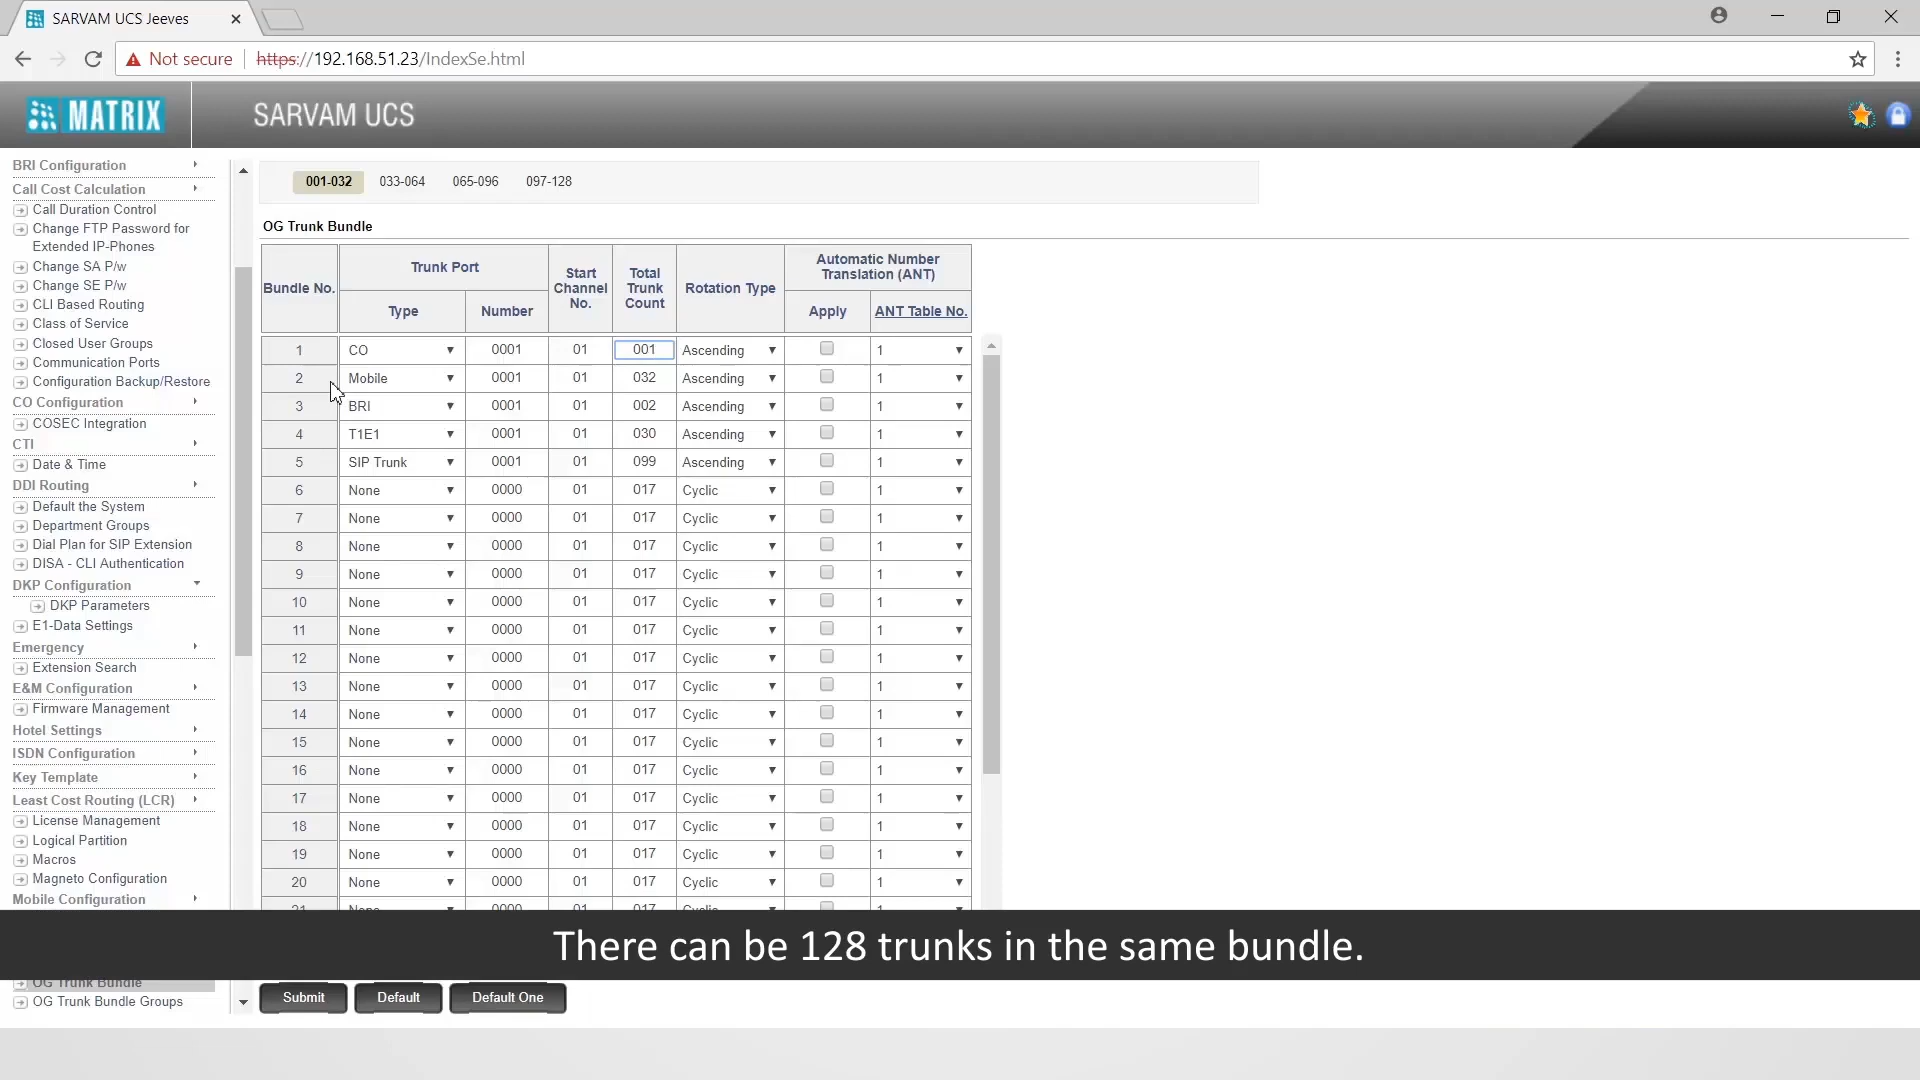 SARVAM UCS Jeeves
Not secure https://192.168.51.23/IndexSe.html
MATRIX
SARVAM UCS
BRI Configuration
Call Cost Calculation
Call Duration Control
Change FTP Password for
Extended IP-Phones
Change SA P/w
Change SE P/w
CLI Based Routing
Class of Service
Closed User Groups
Communication Ports
Configuration Backup/Restore
CO Configuration
COSEC Integration
CTI
Date & Time
DDI Routing
Default the System
Department Groups
Dial Plan for SIP Extension
DISA - CLI Authentication
DKP Configuration
DKP Parameters
E1-Data Settings
Emergency
Extension Search
E&M Configuration
Firmware Management
Hotel Settings
ISDN Configuration
Key Template
Least Cost Routing (LCR)
License Management
Logical Partition
Macros
Magneto Configuration
Mobile Configuration
OG Trunk Bundle
OG Trunk Bundle Groups
001-032 033-064 065-096 097-128
OG Trunk Bundle
Bundle No. Trunk Port Start Channel No. Total Trunk Count Rotation Type Automatic Number Translation (ANT)
Type Number Apply ANT Table No.
1 CO 0001 01 001 Ascending 1
2 Mobile 0001 01 032 Ascending 1
3 BRI 0001 01 002 Ascending 1
4 T1E1 0001 01 030 Ascending 1
5 SIP Trunk 0001 01 099 Ascending 1
6 None 0000 01 017 Cyclic 1
7 None 0000 01 017 Cyclic 1
8 None 0000 01 017 Cyclic 1
9 None 0000 01 017 Cyclic 1
10 None 0000 01 017 Cyclic 1
11 None 0000 01 017 Cyclic 1
12 None 0000 01 017 Cyclic 1
13 None 0000 01 017 Cyclic 1
14 None 0000 01 017 Cyclic 1
15 None 0000 01 017 Cyclic 1
16 None 0000 01 017 Cyclic 1
17 None 0000 01 017 Cyclic 1
18 None 0000 01 017 Cyclic 1
19 None 0000 01 017 Cyclic 1
20 None 0000 01 017 Cyclic 1
21 None 0000 01 017 Cyclic 1
There can be 128 trunks in the same bundle.
Submit Default Default One